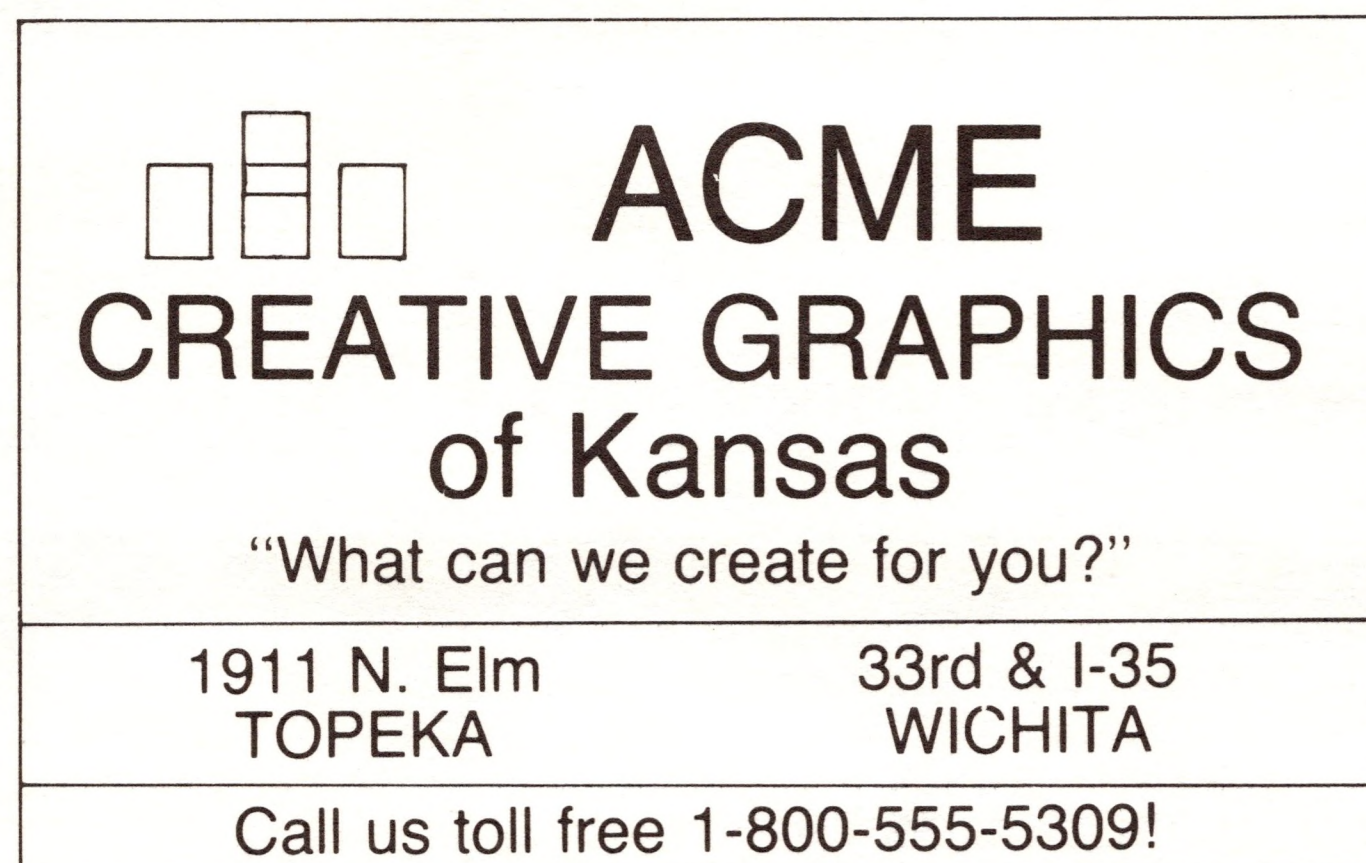 ACME
CREATIVE GRAPHICS
of Kansas
“What can we create for you?”
1911 N. Elm
TOPEKA
33rd & I-35
WICHITA
Call us toll free 1-800-555-5309!